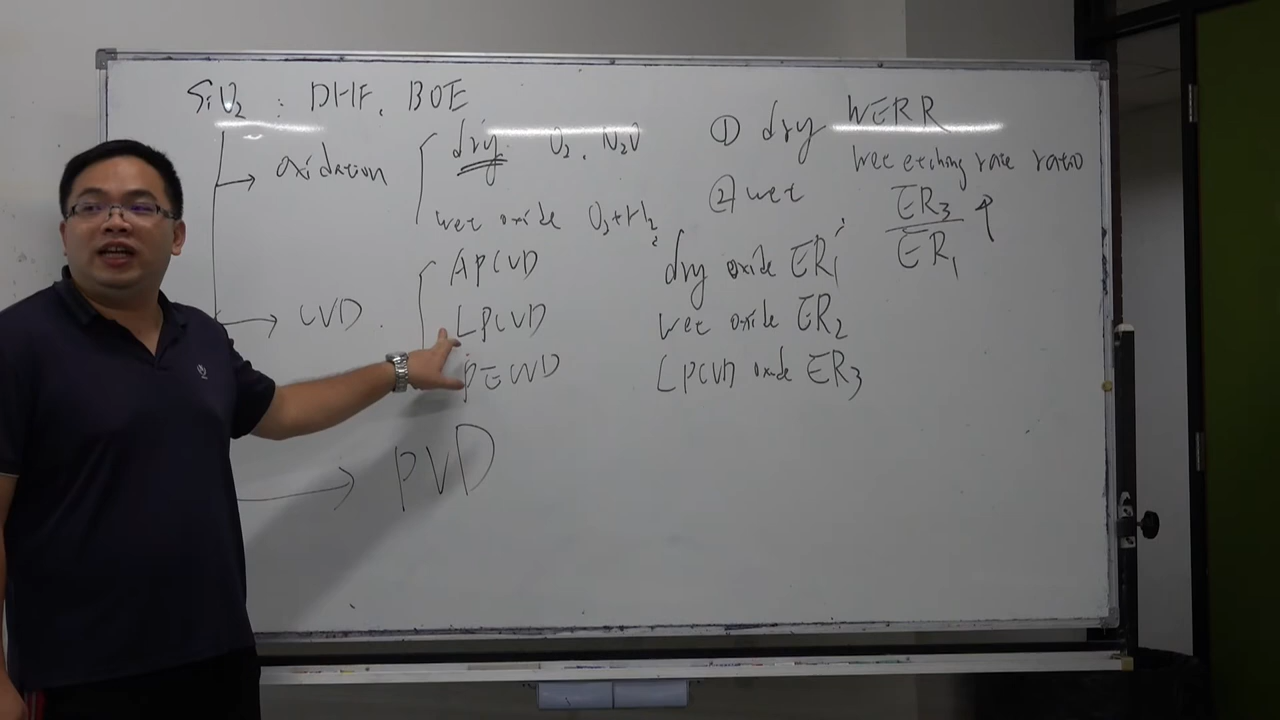 SiO2 : DHF, BOE
oxidation
dry O2, N2O
wet oxide O2+H2
CVD
APCVD
LPCVD
PECVD
PVD
① dry
② wet
WERR
wet etching rate ratio
ER3
ER1
↑
dry oxide ER1
wet oxide ER2
LPCVD oxide ER3